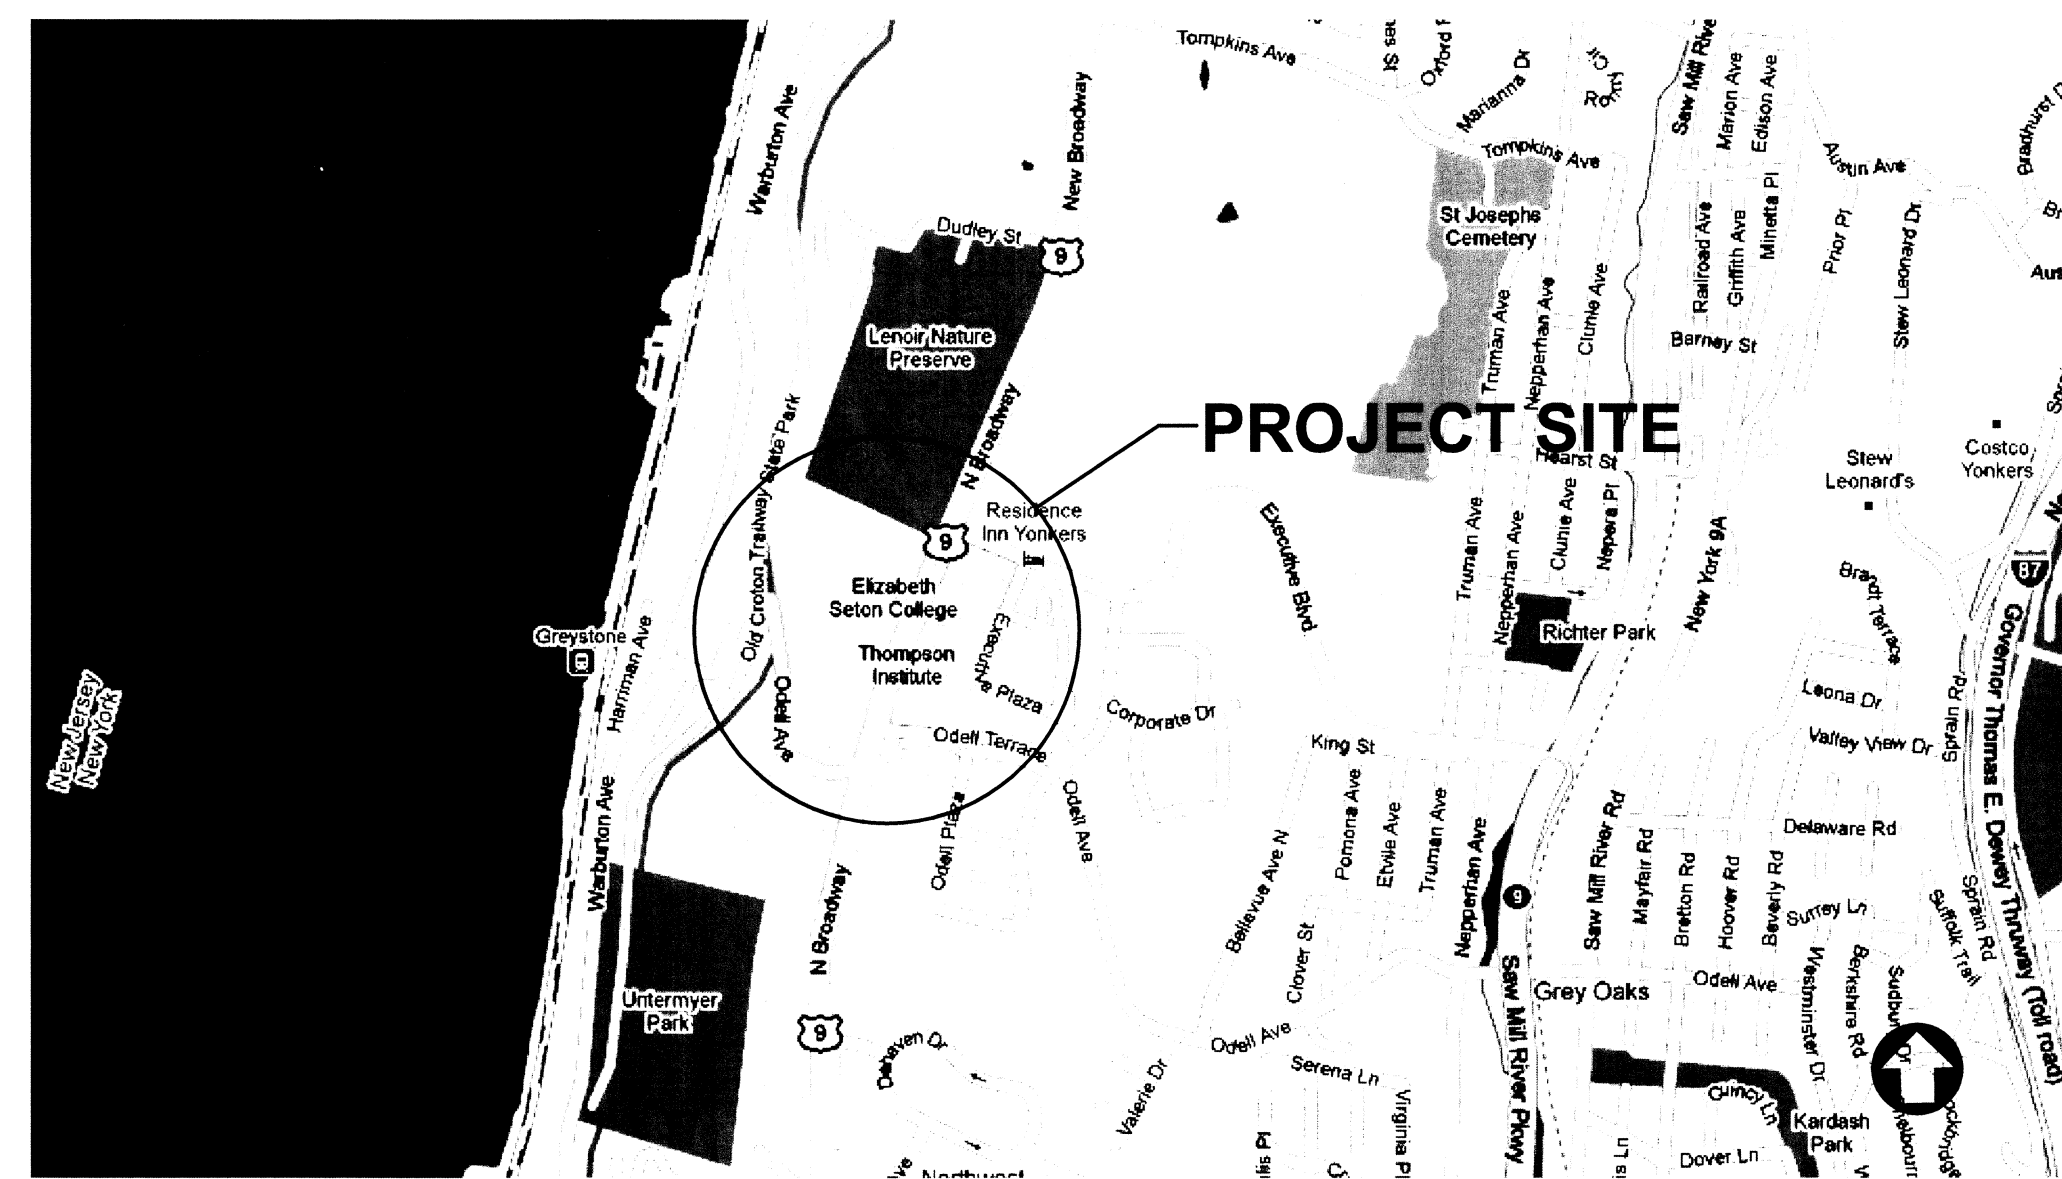 Tompkins Ave
Marianna Dr
Warburton Ave
New Broadway
Tompkins Ave
Saw Mill Rive
Marion Ave
Edison Ave
Austin Ave
Dudley St
9
St Josephs
Cemetery
Railroad Ave
Griffith Ave
Minetta Pl
Prior Pl
Stew Leonard Dr
Lenoir Nature
Preserve
Truman Ave
Nepperhan Ave
Clunie Ave
Barney St
Old Croton Trailway State Park
N Broadway
PROJECT SITE
Stew
Leonard's
Costco
Yonkers
Residence
Inn Yonkers
9
Executive Blvd
Truman Ave
Nepperhan Ave
Clunie Ave
Nepera Pl
New York 9A
Brandt Terrace
87
Elizabeth
Seton College
Greystone
Harriman Ave
Thompson
Institute
Executive Plaza
Richter Park
New Jersey
New York
Odell Ave
Corporate Dr
Leona Dr
Sprain Rd
Governor Thomas E. Dewey Thruway (Toll road)
Odell Terrace
King St
Valley View Dr
Warburton Ave
Odell Plaza
Odell Ave
Pomona Ave
Truman Ave
Nepperhan Ave
Saw Mill River Rd
Mayfair Rd
Delaware Rd
Bretton Rd
Hoover Rd
Beverly Rd
Surrey Ln
N Broadway
Bellevue Ave N
Clover St
9
Suffolk Trail
Sprain Rd
Saw Mill River Pkwy
Grey Oaks
Odell Ave
Westminster Dr
Berkshire Rd
Untermyer
Park
9
Dehaven Dr
Odell Ave
Valerie Dr
Serena Ln
Virginia Pl
Quincy Ln
Kardash
Park
Dover Ln
Northwest